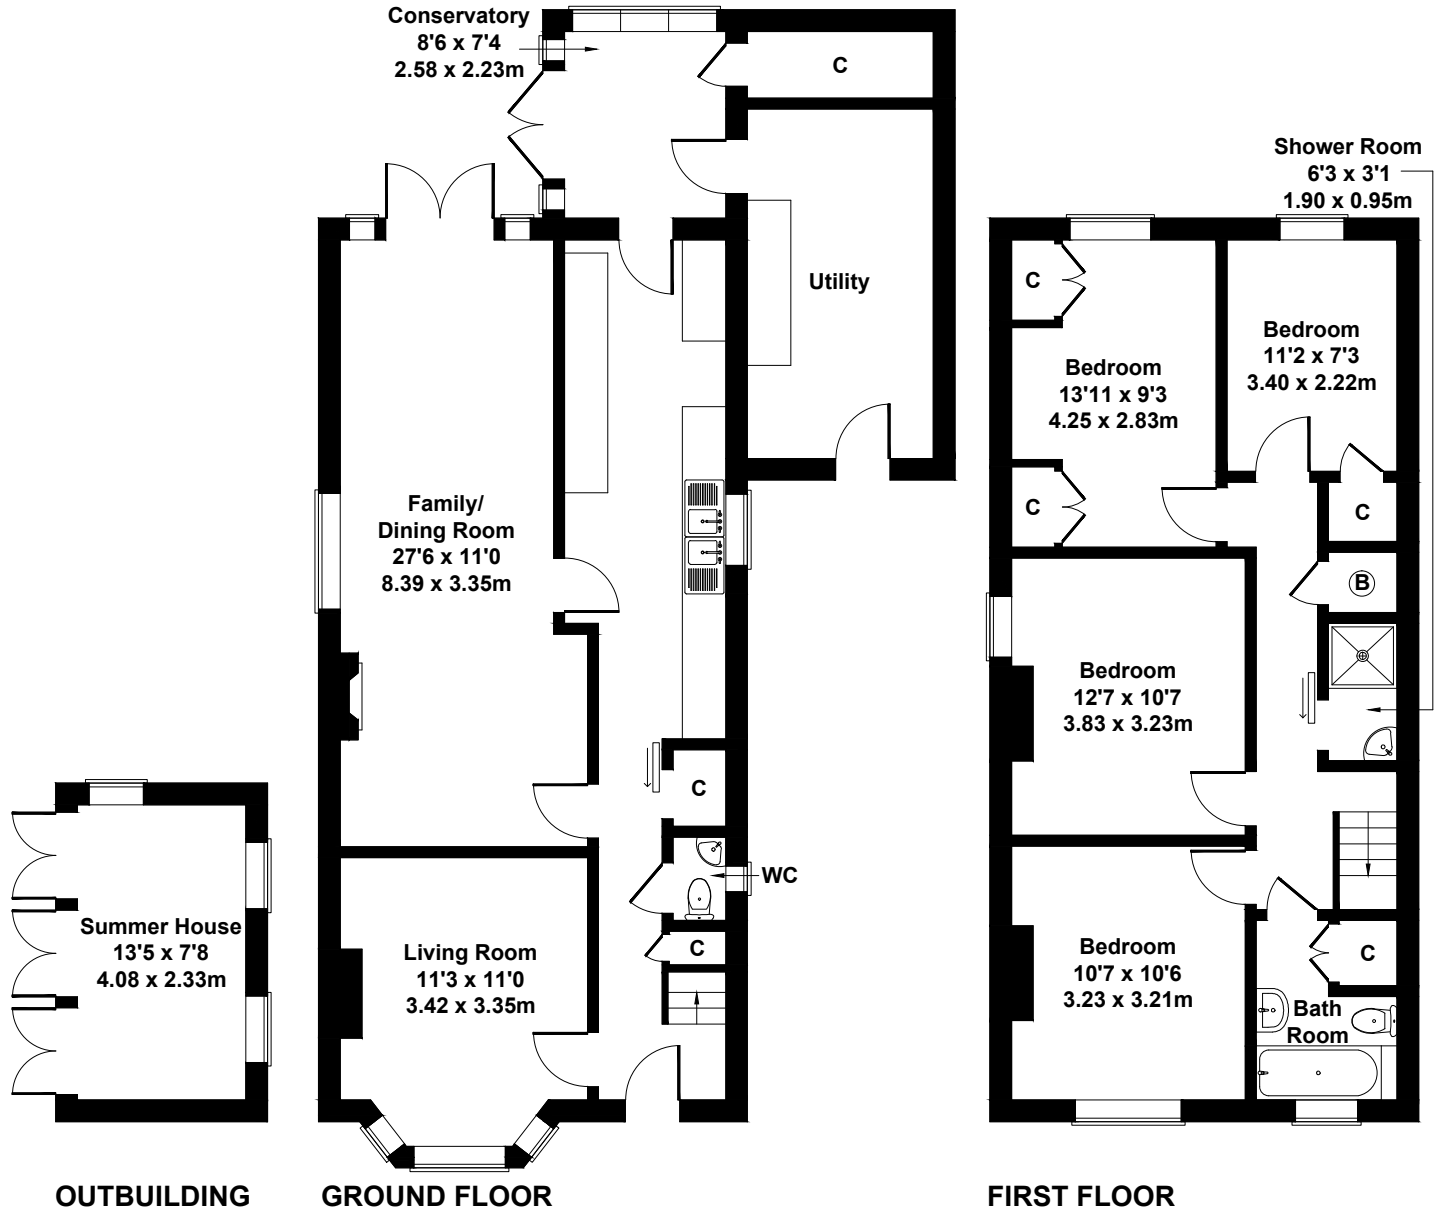 Conservatory
8'6 x 7'4
2.58 x 2.23m
C
Utility
Family/
Dining Room
27'6 x 11'0
8.39 x 3.35m
C
WC
C
Living Room
11'3 x 11'0
3.42 x 3.35m
Summer House
13'5 x 7'8
4.08 x 2.33m
Shower Room
6'3 x 3'1
1.90 x 0.95m
C
Bedroom
13'11 x 9'3
4.25 x 2.83m
C
Bedroom
11'2 x 7'3
3.40 x 2.22m
C
B
Bedroom
12'7 x 10'7
3.83 x 3.23m
Bedroom
10'7 x 10'6
3.23 x 3.21m
C
Bath
Room
OUTBUILDING
GROUND FLOOR
FIRST FLOOR